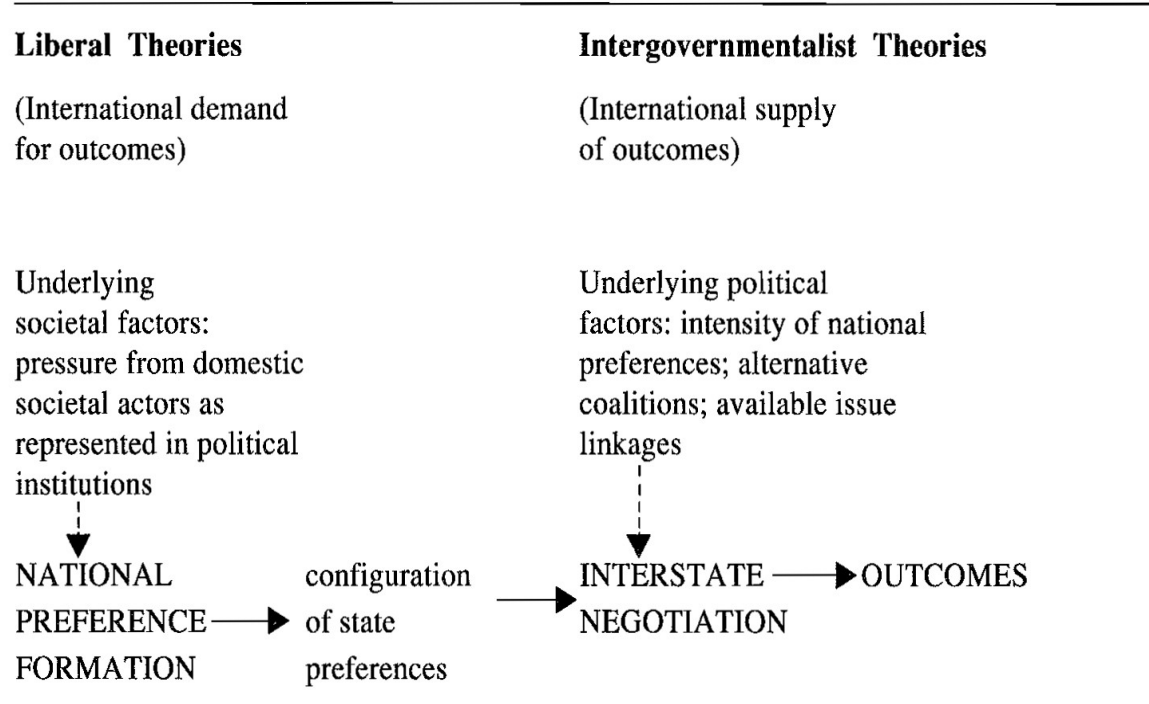 Liberal Theories
(International demand
for outcomes)
Underlying
societal factors:
pressure from domestic
societal actors as
represented in political
institutions
NATIONAL
PREFERENCE
FORMATION
configuration
of state
preferences
Intergovernmentalist Theories
(International supply
of outcomes)
Underlying political
factors: intensity of national
preferences; alternative
coalitions; available issue
linkages
INTERSTATE
NEGOTIATION
OUTCOMES